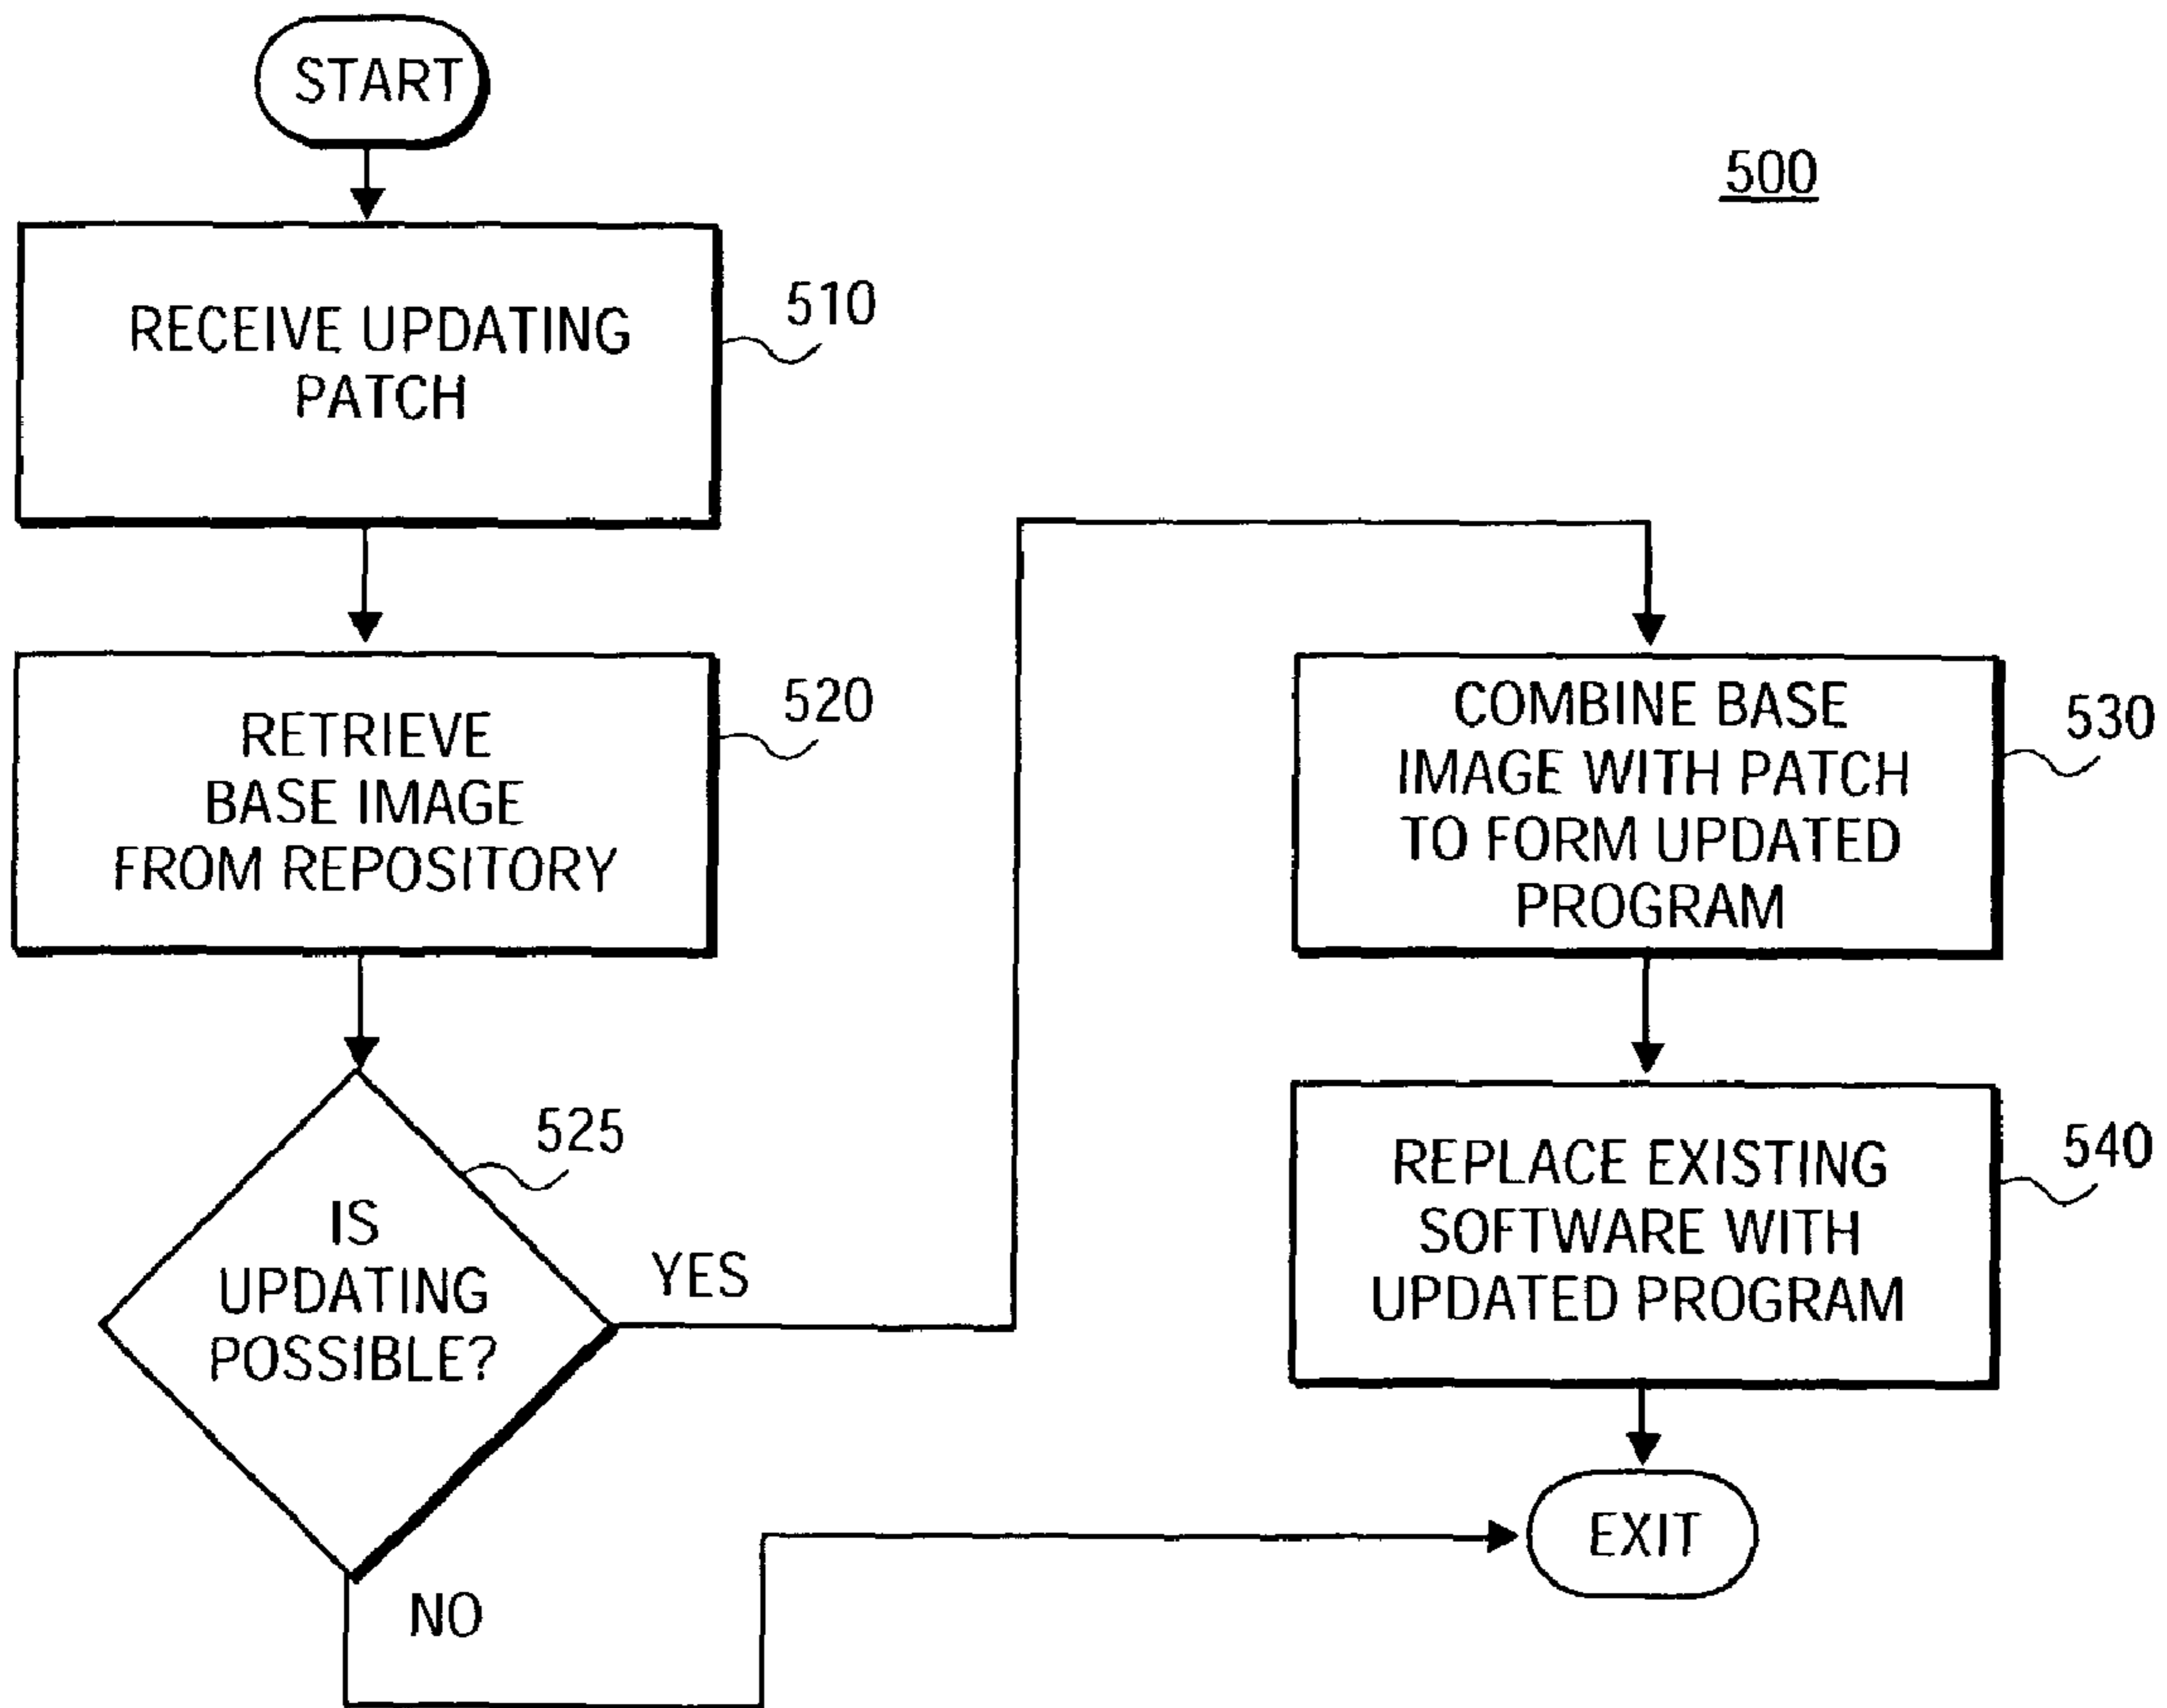 START
500
RECEIVE UPDATING
PATCH
510
RETRIEVE
BASE IMAGE
FROM REPOSITORY
520
IS
UPDATING
POSSIBLE?
525
YES
NO
COMBINE BASE
IMAGE WITH PATCH
TO FORM UPDATED
PROGRAM
530
REPLACE EXISTING
SOFTWARE WITH
UPDATED PROGRAM
540
EXIT